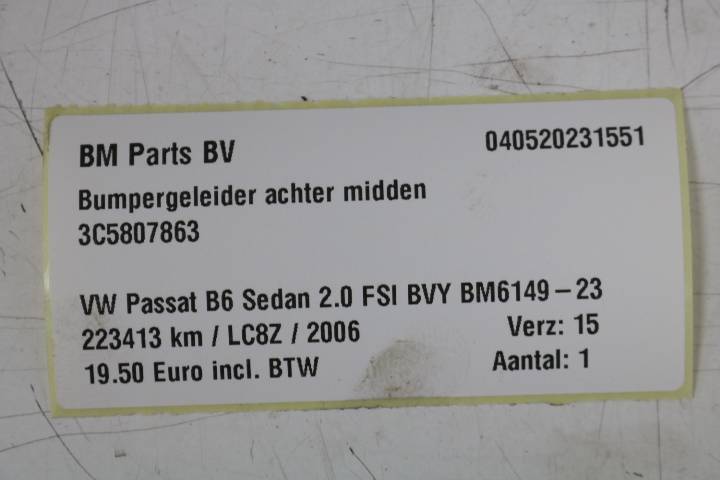 BM Parts BV 040520231551
Bumpergeleider achter midden
3C5807863
VW Passat B6 Sedan 2.0 FSI BVY BM6149-23
223413 km / LC8Z / 2006 Verz: 15
19.50 Euro incl. BTW Aantal: 1